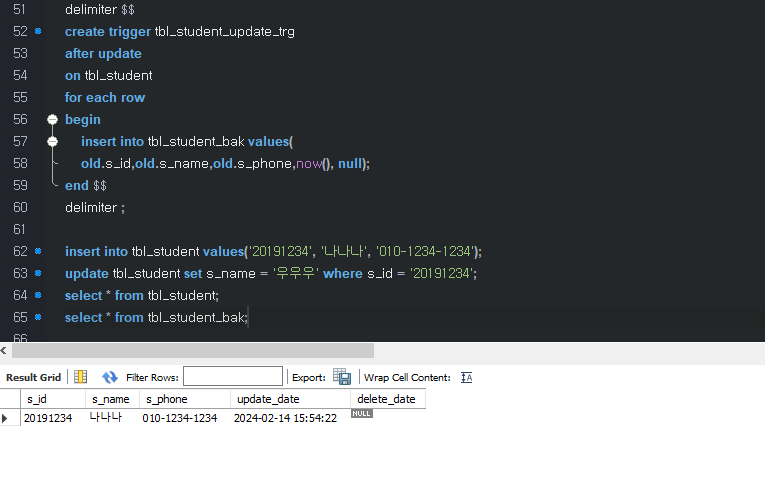 51 delimiter $$
52 create trigger tbl_student_update_trg
53 after update
54 on tbl_student
55 for each row
56 begin
57 insert into tbl_student_bak values(
58 old.s_id,old.s_name,old.s_phone,now(), null);
59 end $$
60 delimiter ;
61
62 insert into tbl_student values('20191234', '나나나', '010-1234-1234');
63 update tbl_student set s_name = '우우우' where s_id = '20191234';
64 select * from tbl_student;
65 select * from tbl_student_bak;
66
Result Grid Filter Rows: Export: Wrap Cell Content:
s_id s_name s_phone update_date delete_date
20191234 나나나 010-1234-1234 2024-02-14 15:54:22 NULL